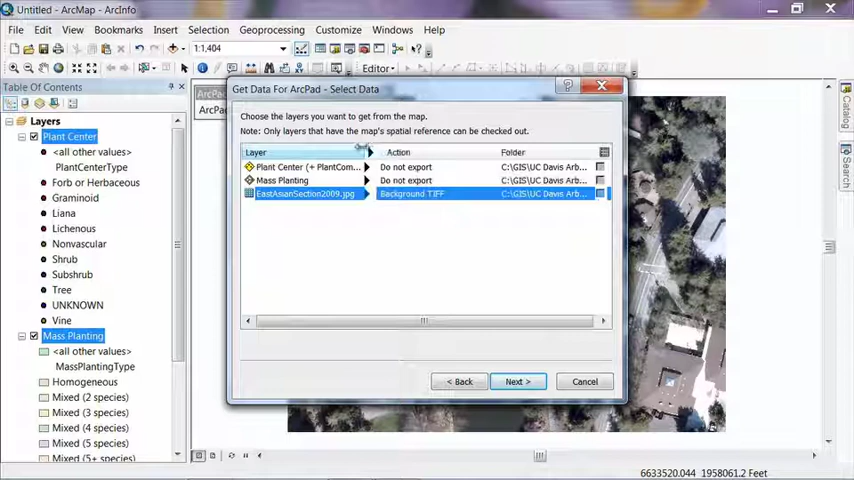 Untitled - ArcMap - ArcInfo
File Edit View Bookmarks Insert Selection Geoprocessing Customize Windows Help
1:1,404
Editor
Table Of Contents
Layers
Plant Center
<all other values>
PlantCenterType
Forb or Herbaceous
Graminoid
Liana
Lichenous
Nonvascular
Shrub
Subshrub
Tree
UNKNOWN
Vine
Mass Planting
<all other values>
MassPlantingType
Homogeneous
Mixed (2 species)
Mixed (3 species)
Mixed (4 species)
Mixed (5 species)
Mixed (5+ species)
ArcPad
Get Data For ArcPad - Select Data
Choose the layers you want to get from the map.
Note: Only layers that have the map's spatial reference can be checked out.
Layer Action Folder
Plant Center (+ PlantCom... Do not export C:\GIS\UC Davis Arb...
Mass Planting Do not export C:\GIS\UC Davis Arb...
EastAsianSection2009.jpg Background TIFF C:\GIS\UC Davis Arb...
< Back Next > Cancel
Catalog
Search
6633520.044 1958061.2 Feet